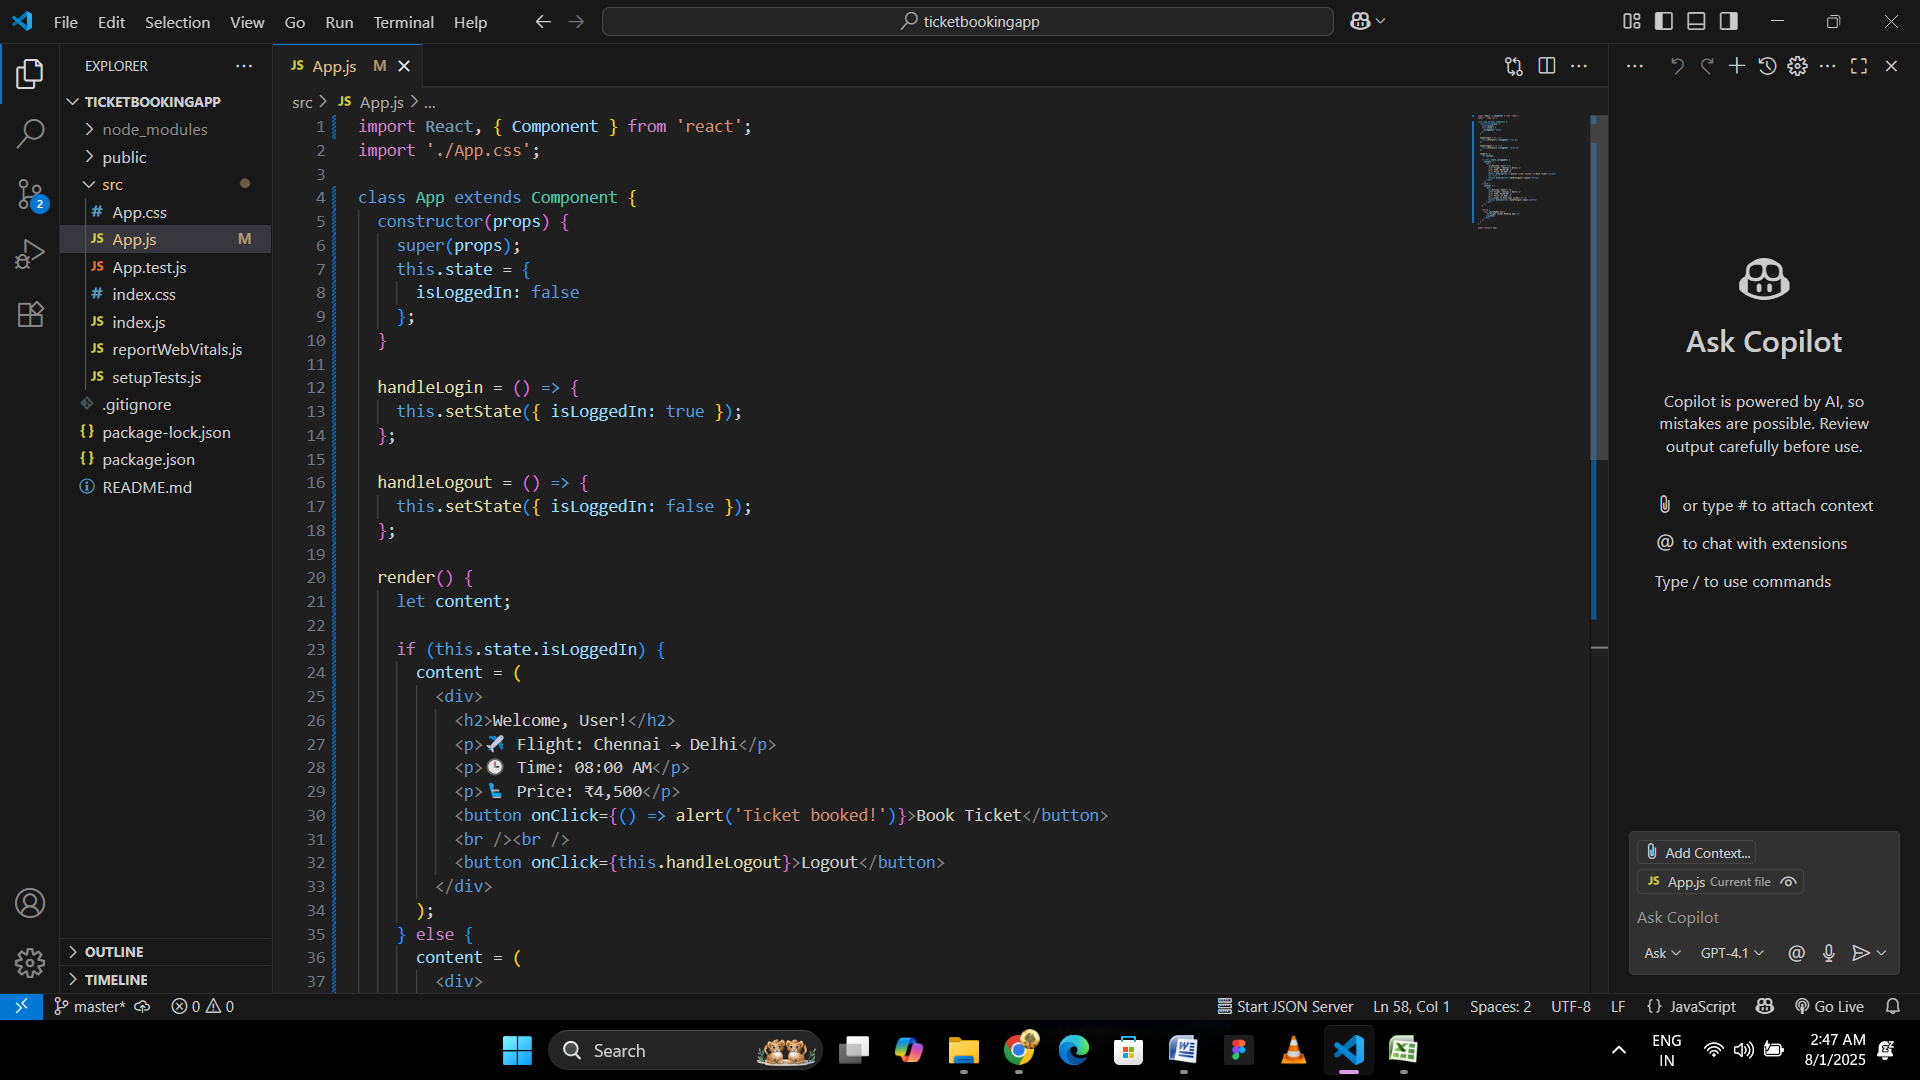 File Edit Selection View Go Run Terminal Help
ticketbookingapp
EXPLORER
TICKETBOOKINGAPP
node_modules
public
src
# App.css
JS App.js M
JS App.test.js
# index.css
JS index.js
JS reportWebVitals.js
JS setupTests.js
.gitignore
{} package-lock.json
{} package.json
README.md
OUTLINE
TIMELINE
2
JS App.js M
src > JS App.js > ...
1 import React, { Component } from 'react';
2 import './App.css';
3
4 class App extends Component {
5 constructor(props) {
6 super(props);
7 this.state = {
8 isLoggedIn: false
9 };
10 }
11
12 handleLogin = () => {
13 this.setState({ isLoggedIn: true });
14 };
15
16 handleLogout = () => {
17 this.setState({ isLoggedIn: false });
18 };
19
20 render() {
21 let content;
22
23 if (this.state.isLoggedIn) {
24 content = (
25 <div>
26 <h2>Welcome, User!</h2>
27 <p>✈️ Flight: Chennai → Delhi</p>
28 <p>🕒 Time: 08:00 AM</p>
29 <p>💺 Price: ₹4,500</p>
30 <button onClick={() => alert('Ticket booked!')}>Book Ticket</button>
31 <br /><br />
32 <button onClick={this.handleLogout}>Logout</button>
33 </div>
34 );
35 } else {
36 content = (
37 <div>
Ask Copilot
Copilot is powered by AI, so
mistakes are possible. Review
output carefully before use.
or type # to attach context
@ to chat with extensions
Type / to use commands
Add Context...
JS App.js Current file
Ask Copilot
Ask GPT-4.1 @
master* 0 0
Start JSON Server Ln 58, Col 1 Spaces: 2 UTF-8 LF {} JavaScript Go Live
Search
ENG
IN
2:47 AM
8/1/2025